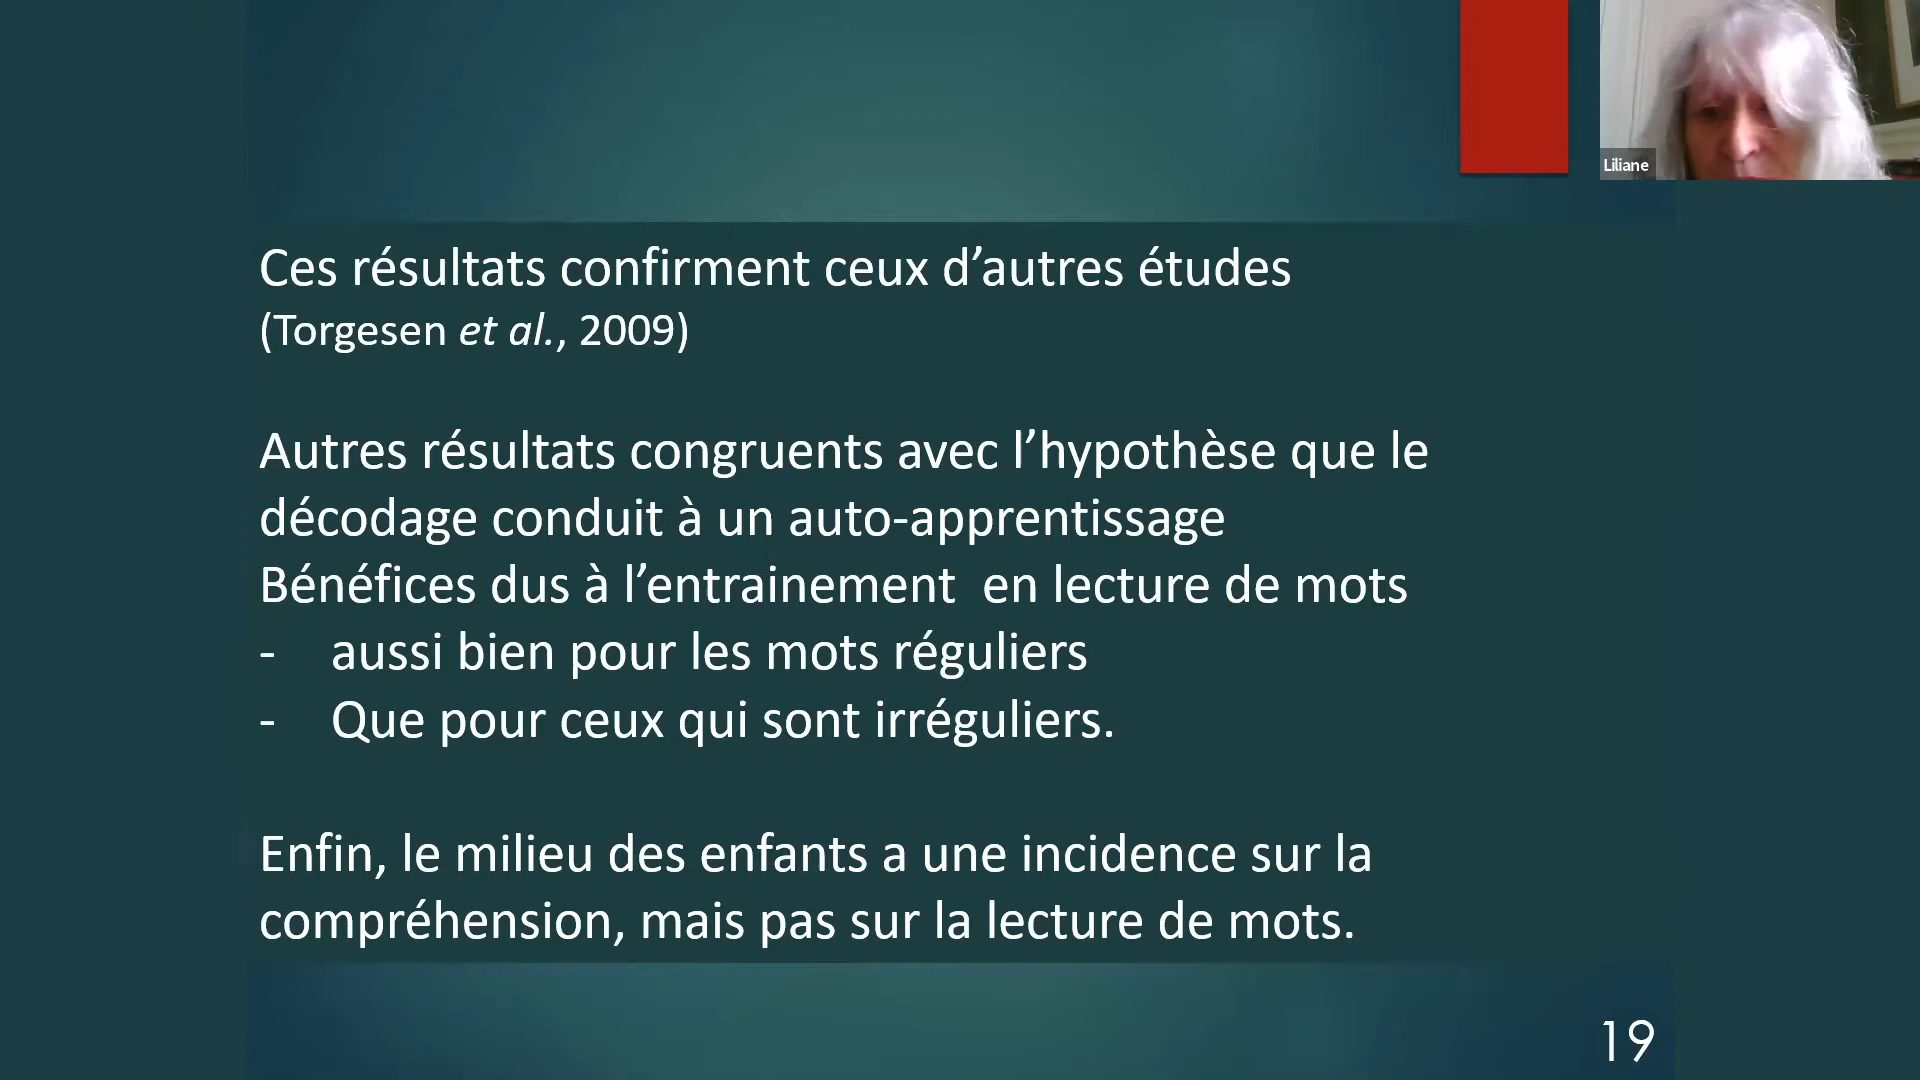 Liliane
Ces résultats confirment ceux d’autres études
(Torgesen et al., 2009)
Autres résultats congruents avec l’hypothèse que le
décodage conduit à un auto-apprentissage
Bénéfices dus à l’entrainement  en lecture de mots
- aussi bien pour les mots réguliers
- Que pour ceux qui sont irréguliers.
Enfin, le milieu des enfants a une incidence sur la
compréhension, mais pas sur la lecture de mots.
19